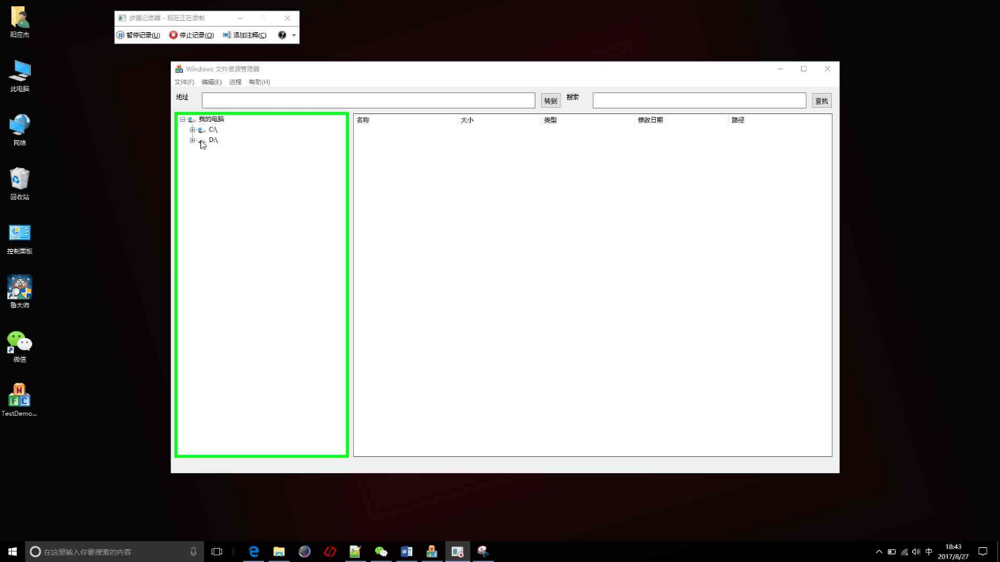 阳应杰
此电脑
网络
回收站
控制面板
鲁大师
微信
TestDemo...
步骤记录器 - 现在正在录制
暂停记录(U) 停止记录(O) 添加注释(C)
Windows 文件资源管理器
文件(F) 编辑(E) 进程 帮助(H)
地址 转到 搜索 查找
我的电脑
C:\
D:\
名称 大小 类型 修改日期 路径
在这里输入你要搜索的内容
中
18:43
2017/8/27